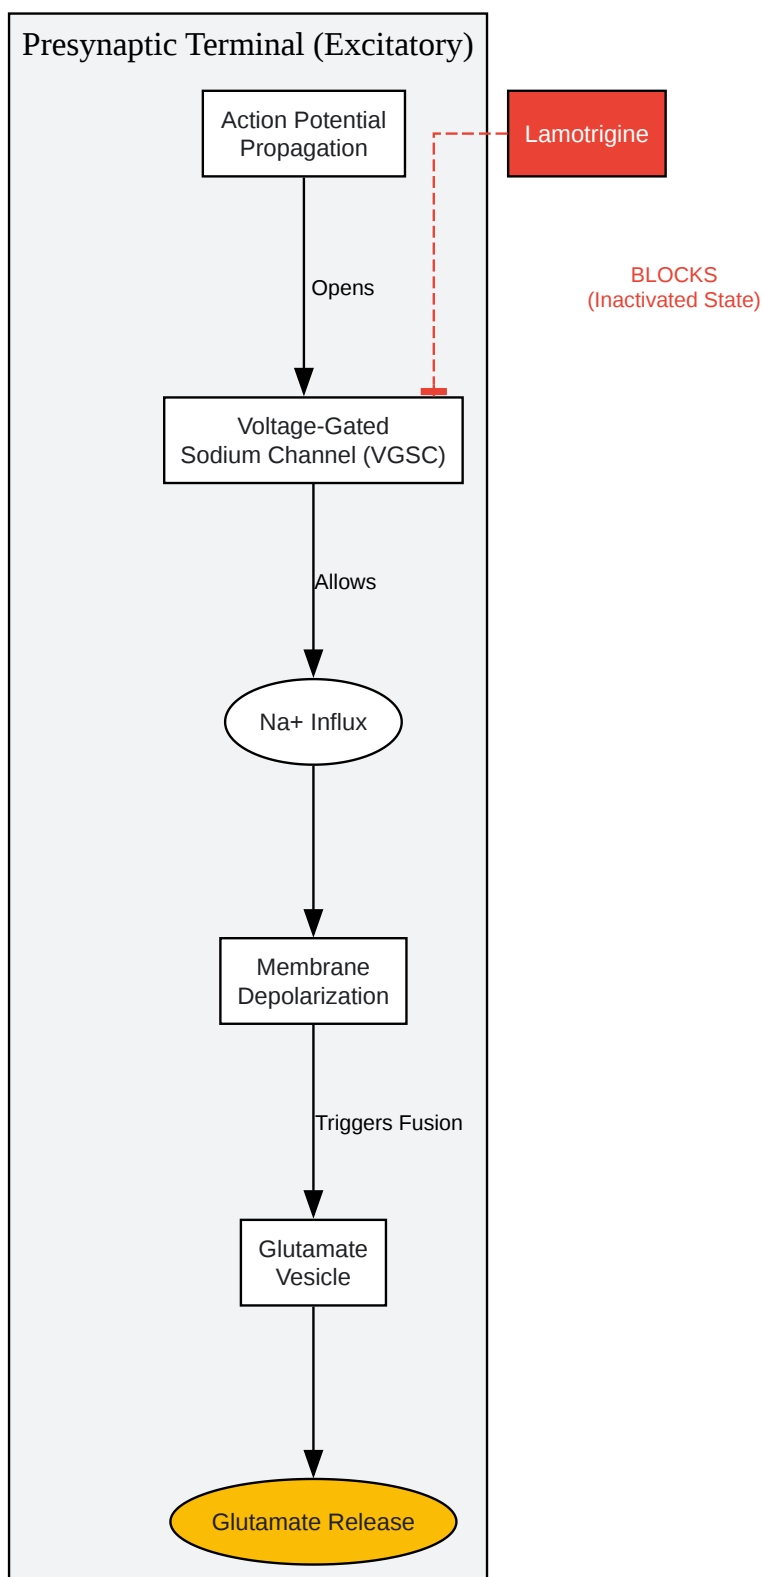 Presynaptic Terminal (Excitatory)
Action Potential
Propagation
Lamotrigine
BLOCKS
(Inactivated State)
Opens
Voltage-Gated
Sodium Channel (VGSC)
Allows
Na+ Influx
Membrane
Depolarization
Triggers Fusion
Glutamate
Vesicle
Glutamate Release